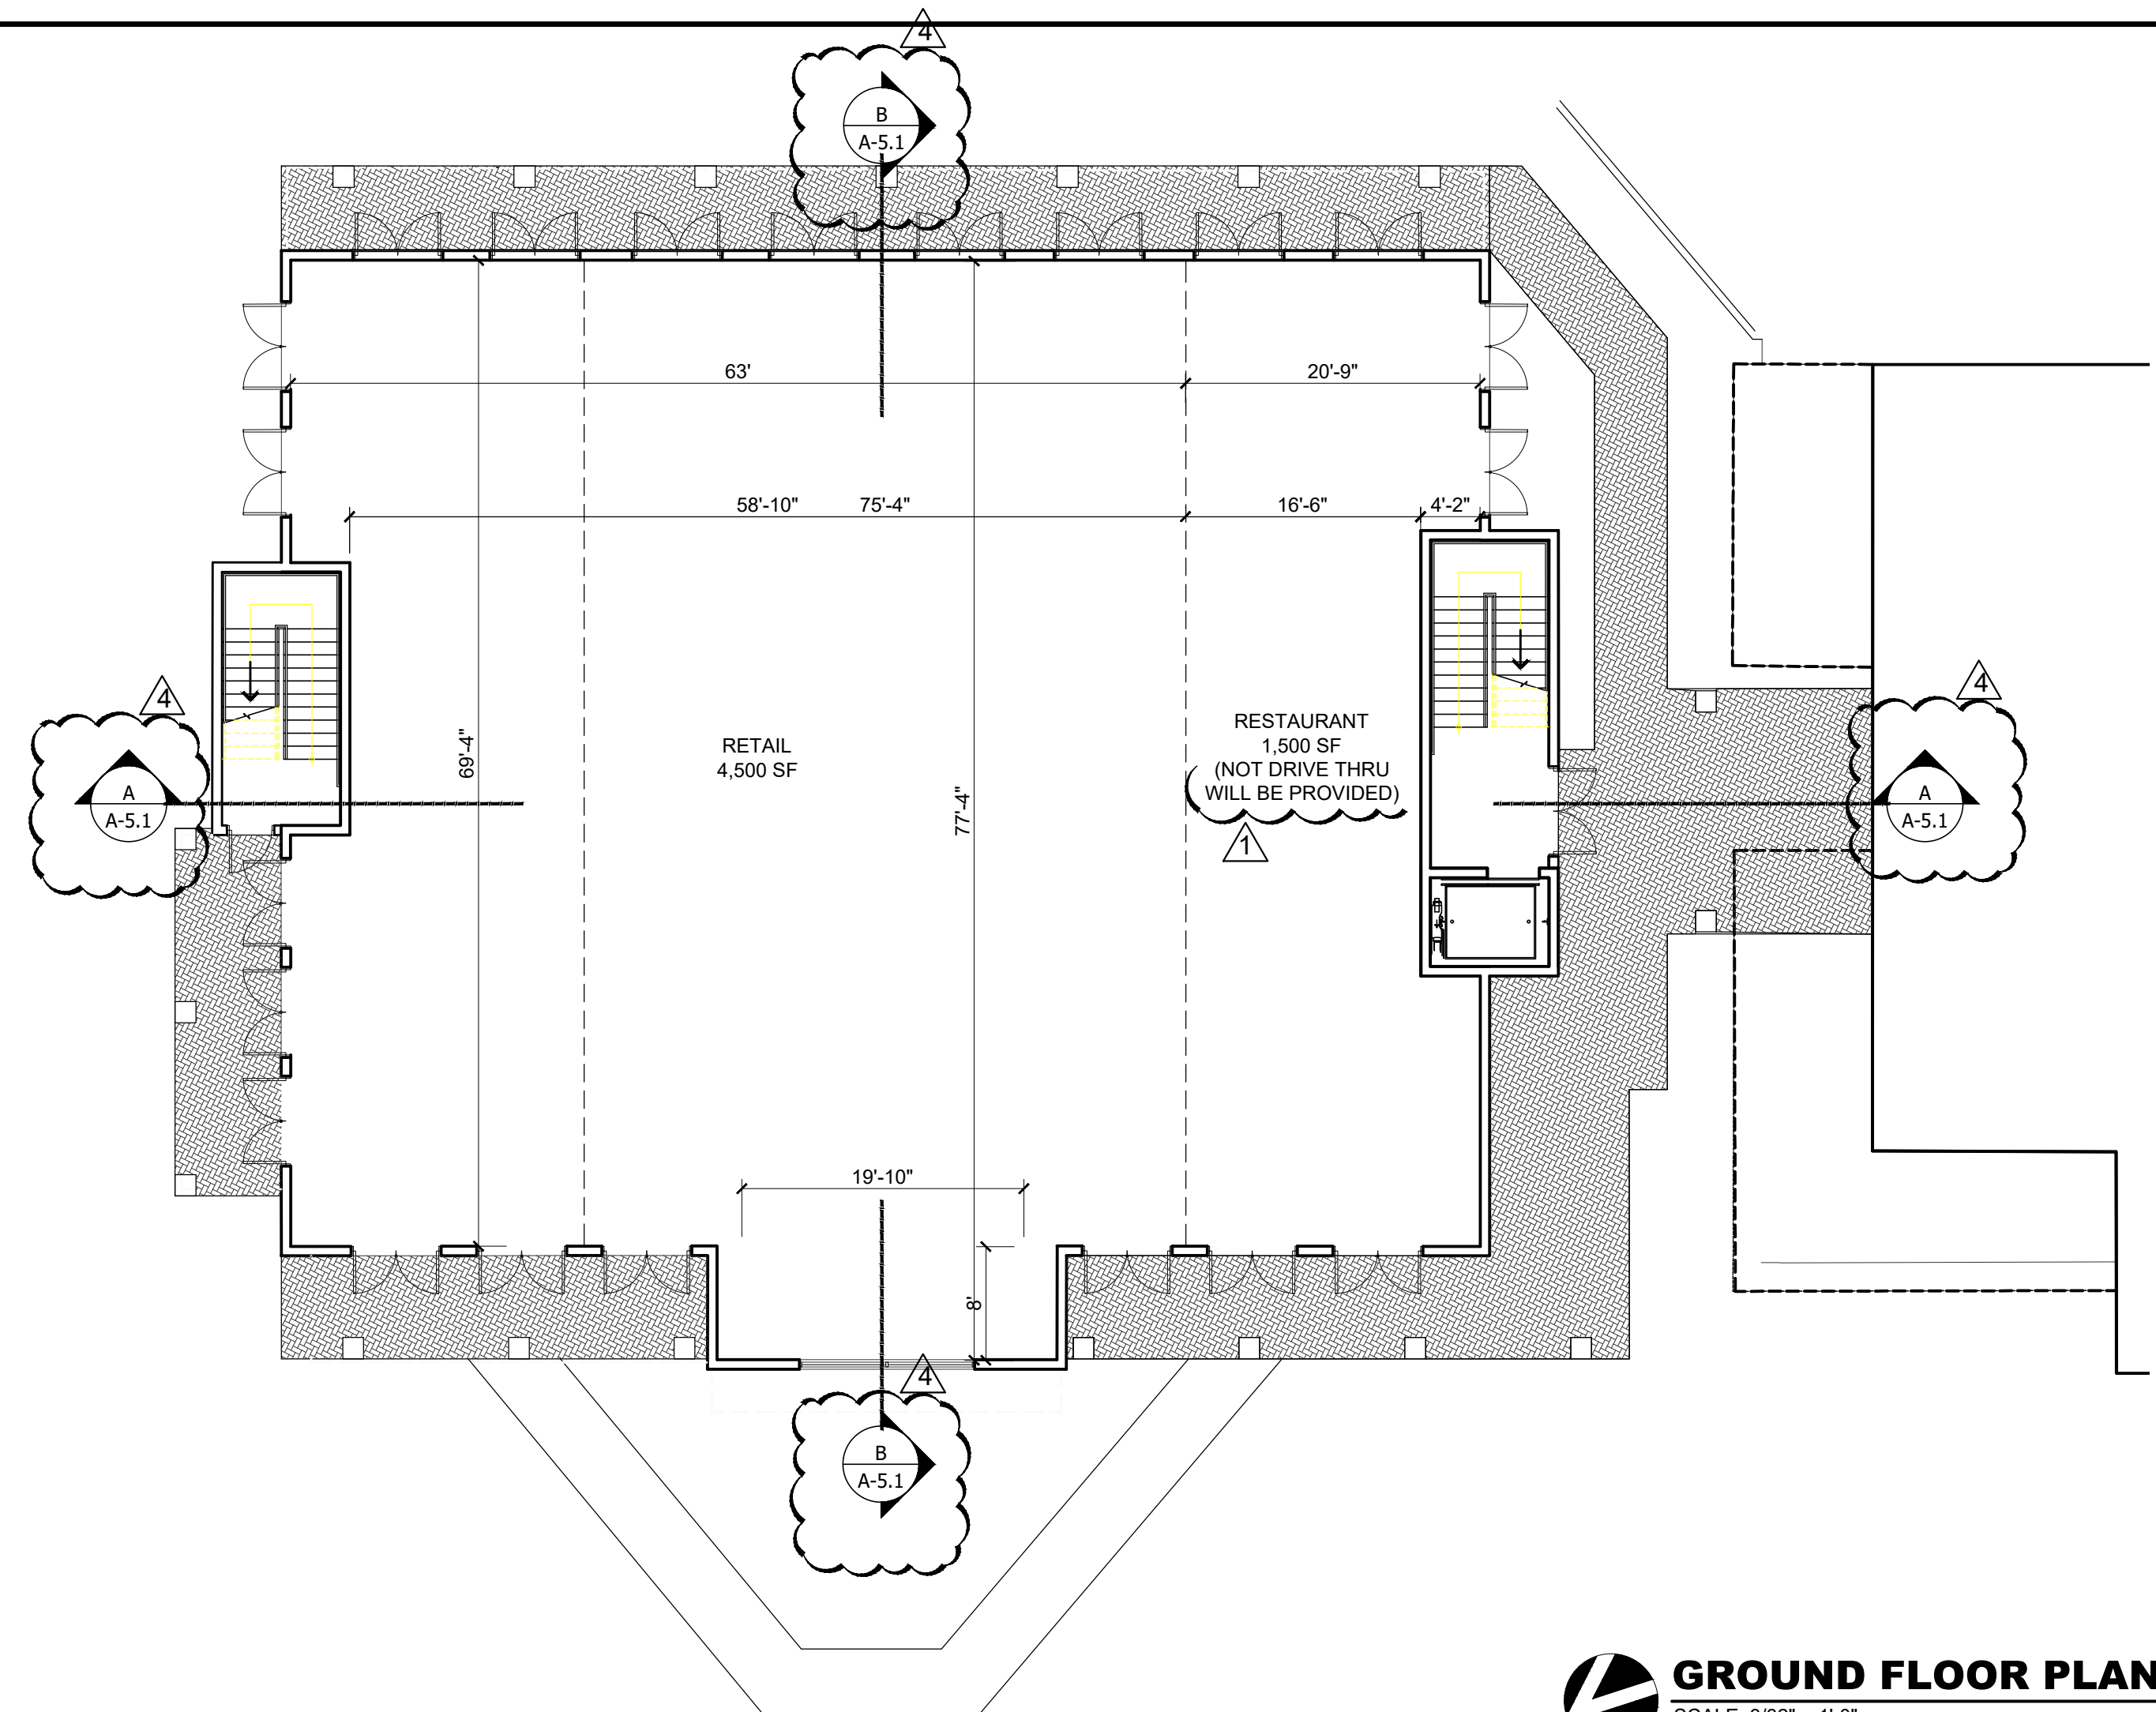 4
B
A-5.1
63'
20'-9"
58'-10"
75'-4"
16'-6"
4'-2"
4
4
69'-4"
RETAIL
4,500 SF
RESTAURANT
1,500 SF
(NOT DRIVE THRU
WILL BE PROVIDED)
1
77'-4"
A
A-5.1
A
A-5.1
19'-10"
8'
4
B
A-5.1
GROUND FLOOR PLAN